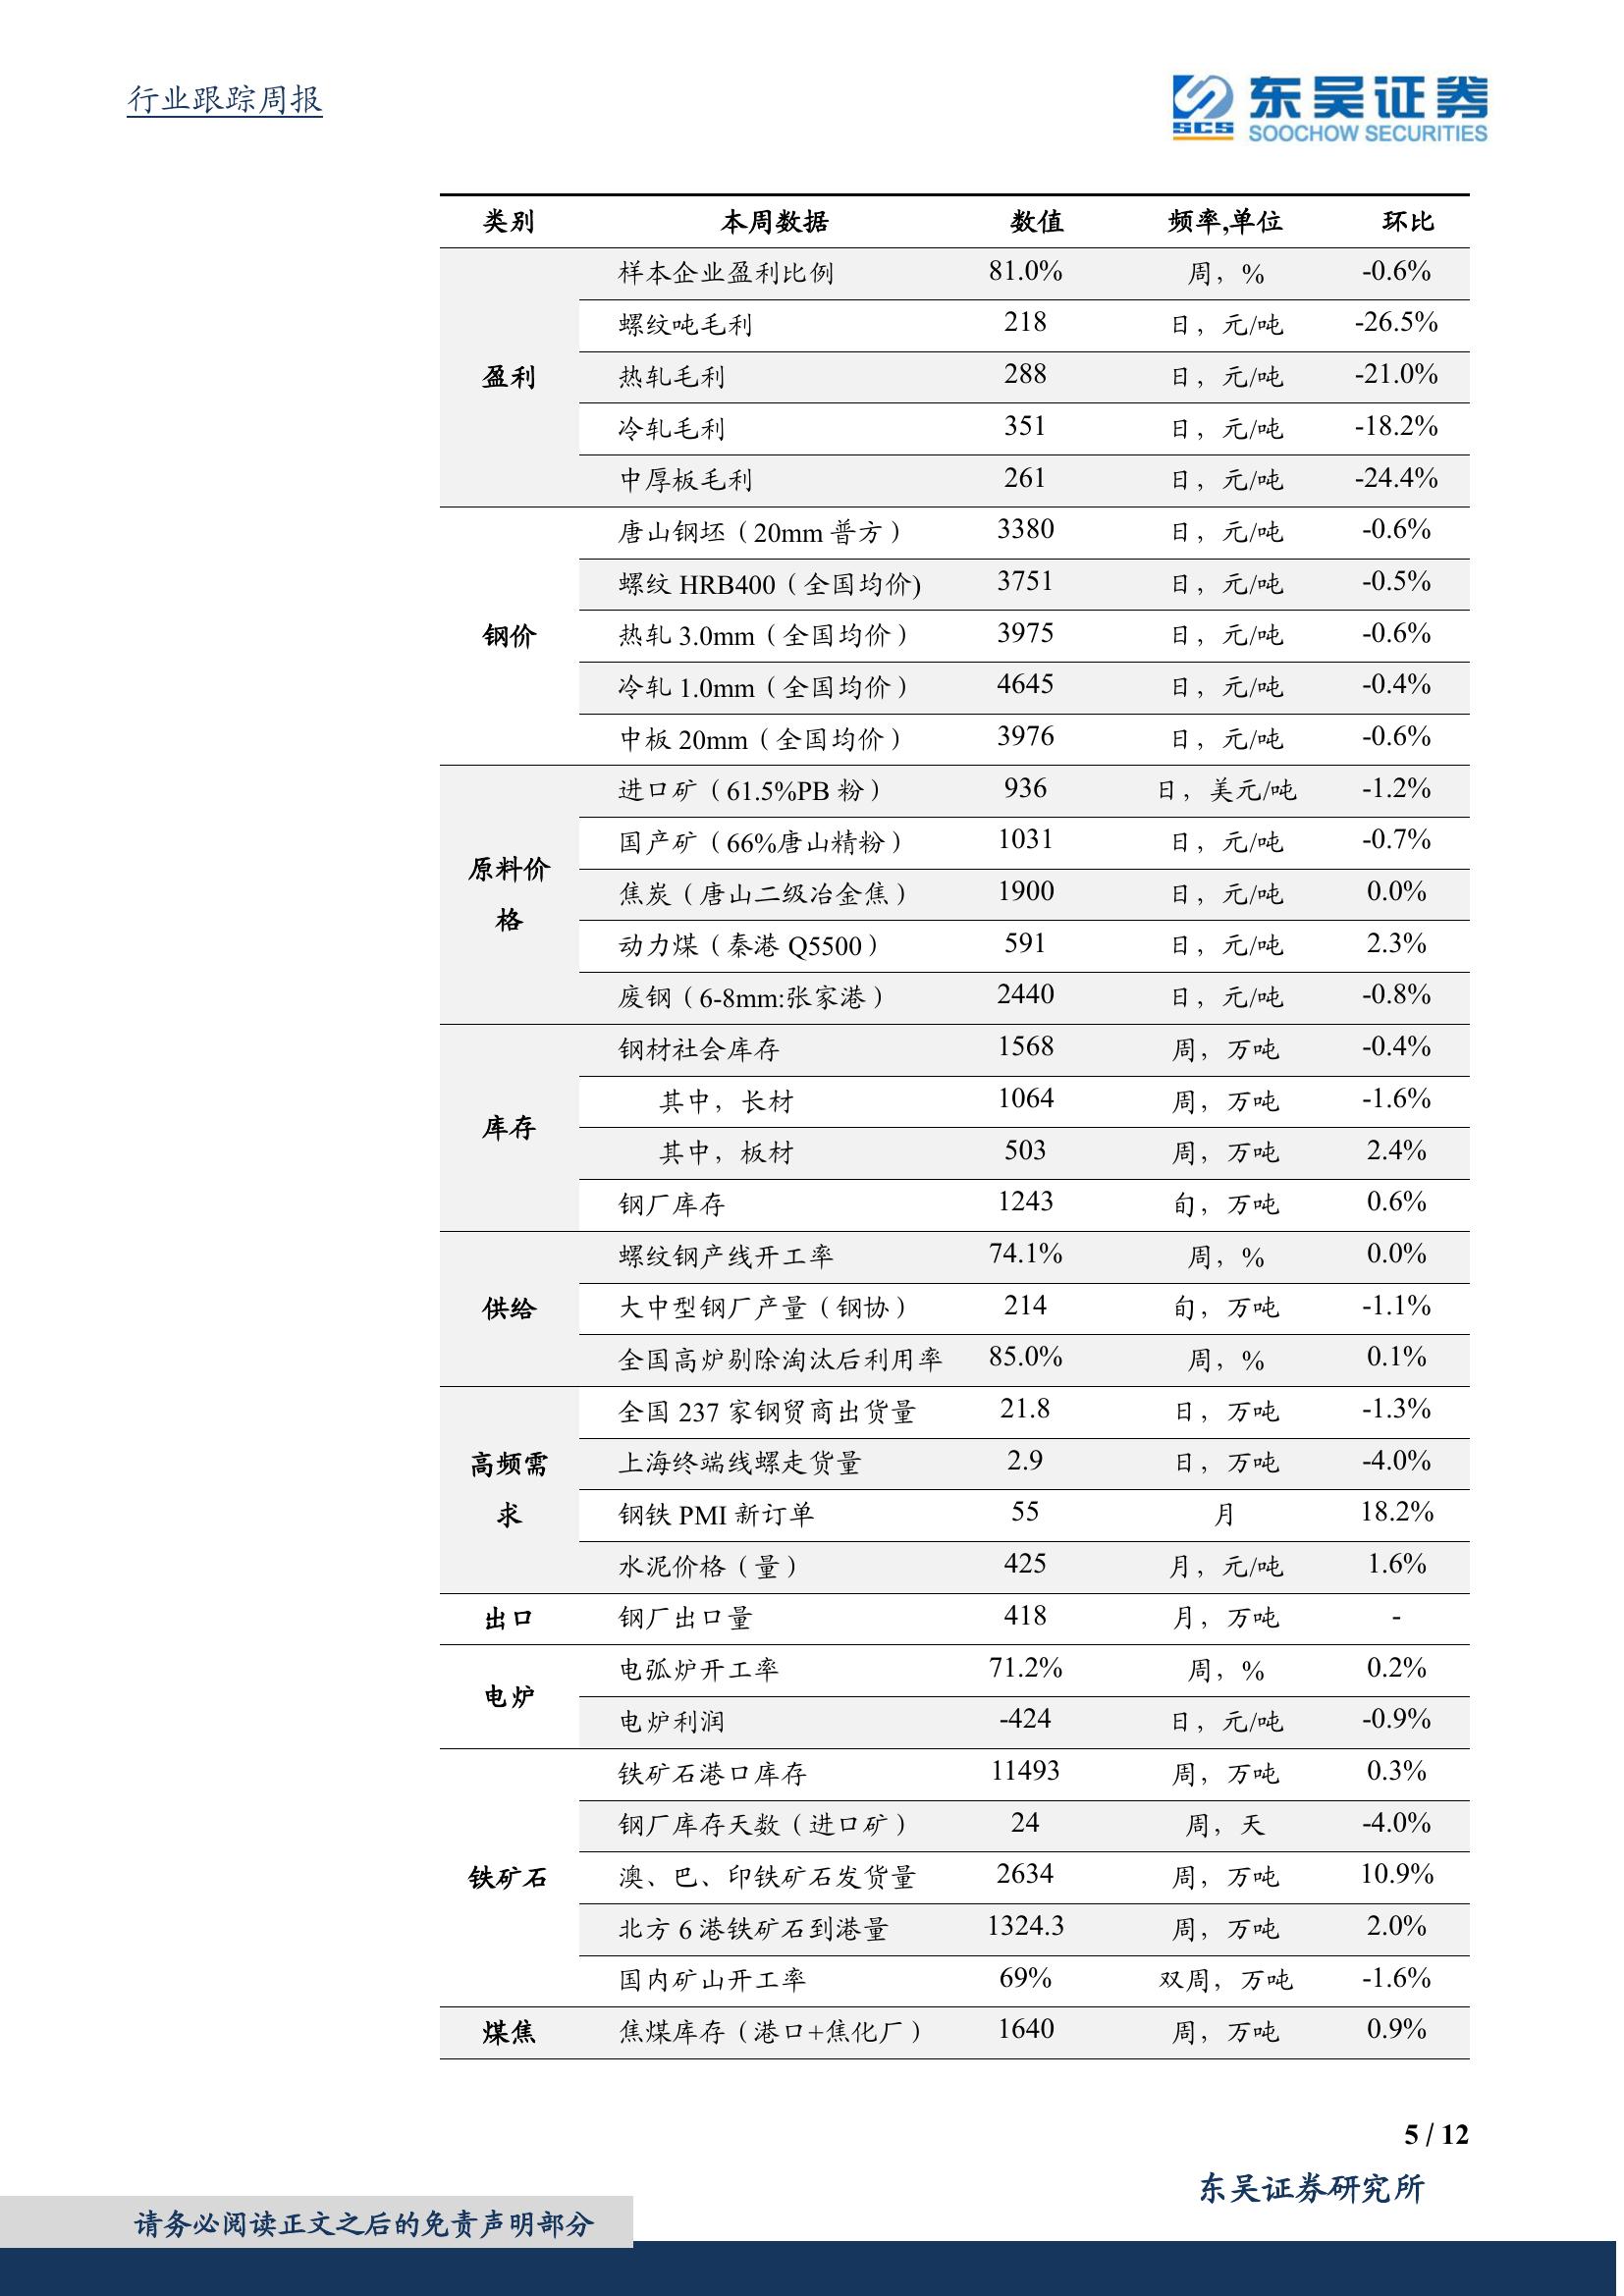 行业跟踪周报
SCS 东吴证券
SOOCHOW SECURITIES
类别 本周数据 数值 频率,单位 环比
盈利
样本企业盈利比例 81.0% 周，% -0.6%
螺纹吨毛利 218 日，元/吨 -26.5%
热轧毛利 288 日，元/吨 -21.0%
冷轧毛利 351 日，元/吨 -18.2%
中厚板毛利 261 日，元/吨 -24.4%
钢价
唐山钢坯（20mm 普方） 3380 日，元/吨 -0.6%
螺纹 HRB400（全国均价) 3751 日，元/吨 -0.5%
热轧 3.0mm（全国均价） 3975 日，元/吨 -0.6%
冷轧 1.0mm（全国均价） 4645 日，元/吨 -0.4%
中板 20mm（全国均价） 3976 日，元/吨 -0.6%
原料价
格
进口矿（61.5%PB 粉） 936 日，美元/吨 -1.2%
国产矿（66%唐山精粉） 1031 日，元/吨 -0.7%
焦炭（唐山二级冶金焦） 1900 日，元/吨 0.0%
动力煤（秦港 Q5500） 591 日，元/吨 2.3%
废钢（6-8mm:张家港） 2440 日，元/吨 -0.8%
库存
钢材社会库存 1568 周，万吨 -0.4%
其中，长材 1064 周，万吨 -1.6%
其中，板材 503 周，万吨 2.4%
钢厂库存 1243 旬，万吨 0.6%
供给
螺纹钢产线开工率 74.1% 周，% 0.0%
大中型钢厂产量（钢协） 214 旬，万吨 -1.1%
全国高炉剔除淘汰后利用率 85.0% 周，% 0.1%
高频需
求
全国 237 家钢贸商出货量 21.8 日，万吨 -1.3%
上海终端线螺走货量 2.9 日，万吨 -4.0%
钢铁 PMI 新订单 55 月 18.2%
水泥价格（量） 425 月，元/吨 1.6%
出口 钢厂出口量 418 月，万吨 -
电炉
电弧炉开工率 71.2% 周，% 0.2%
电炉利润 -424 日，元/吨 -0.9%
铁矿石
铁矿石港口库存 11493 周，万吨 0.3%
钢厂库存天数（进口矿） 24 周，天 -4.0%
澳、巴、印铁矿石发货量 2634 周，万吨 10.9%
北方 6 港铁矿石到港量 1324.3 周，万吨 2.0%
国内矿山开工率 69% 双周，万吨 -1.6%
煤焦 焦煤库存（港口+焦化厂） 1640 周，万吨 0.9%
5 / 12
东吴证券研究所
请务必阅读正文之后的免责声明部分